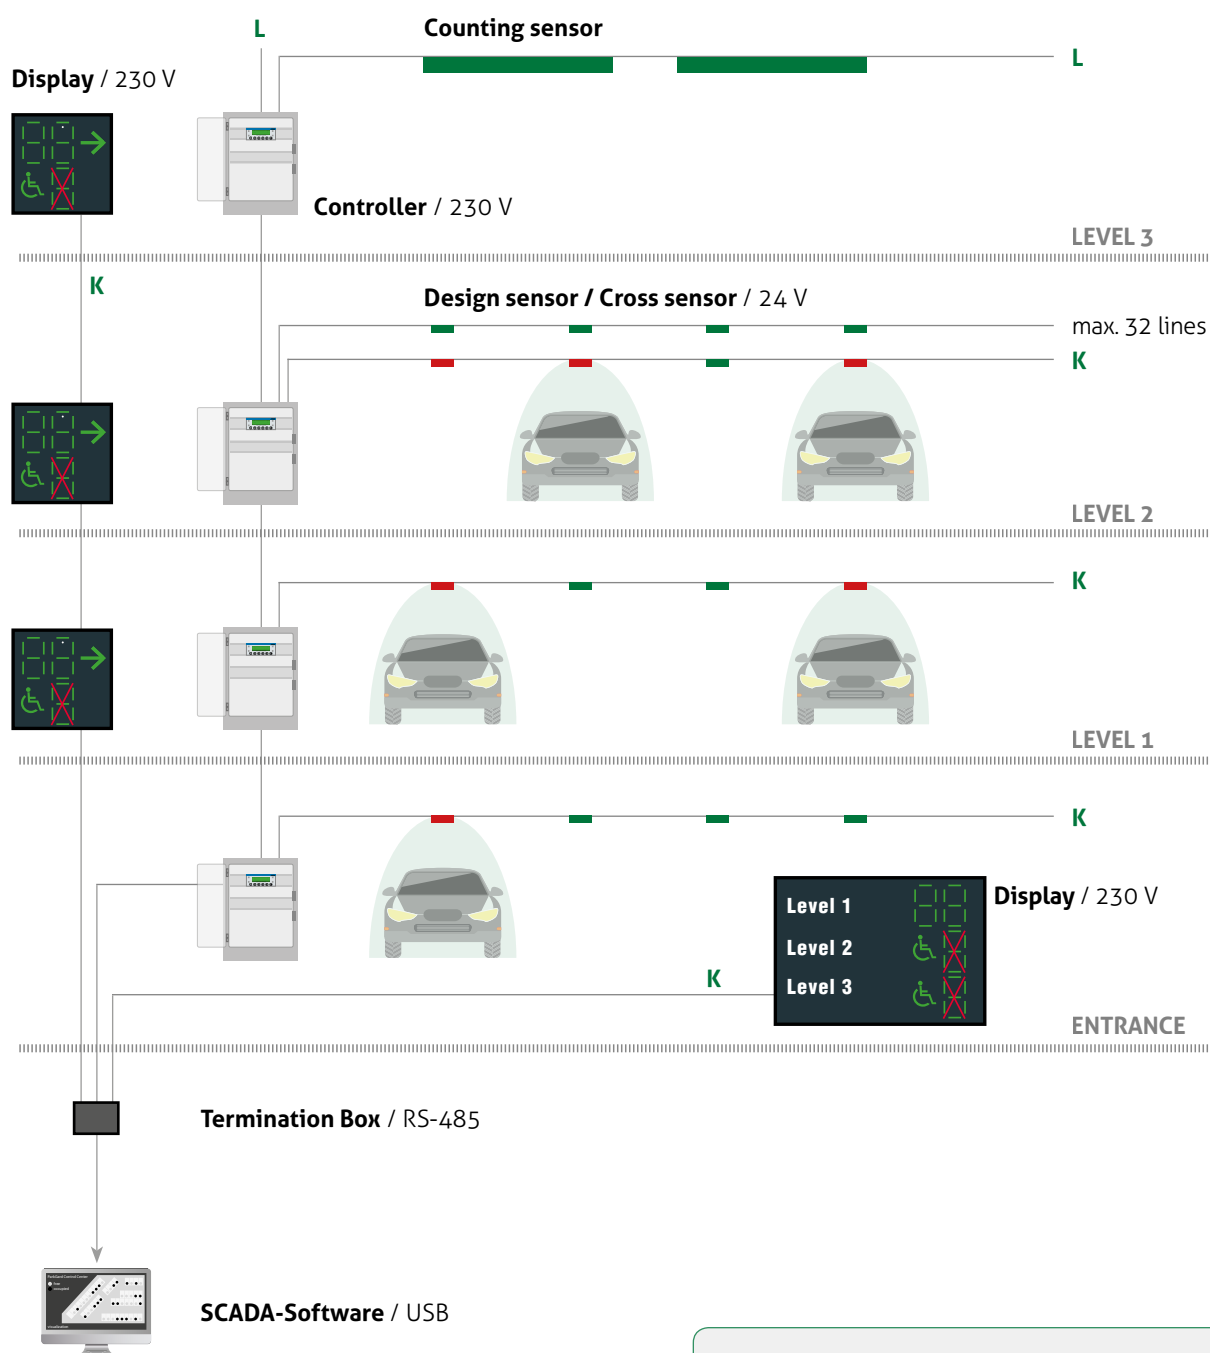 L
Counting sensor
L
Display / 230 V
Controller / 230 V
LEVEL 3
K
Design sensor / Cross sensor / 24 V
max. 32 lines
K
LEVEL 2
K
LEVEL 1
K
Display / 230 V
Level 1
Level 2
Level 3
K
ENTRANCE
Termination Box / RS-485
SCADA-Software / USB